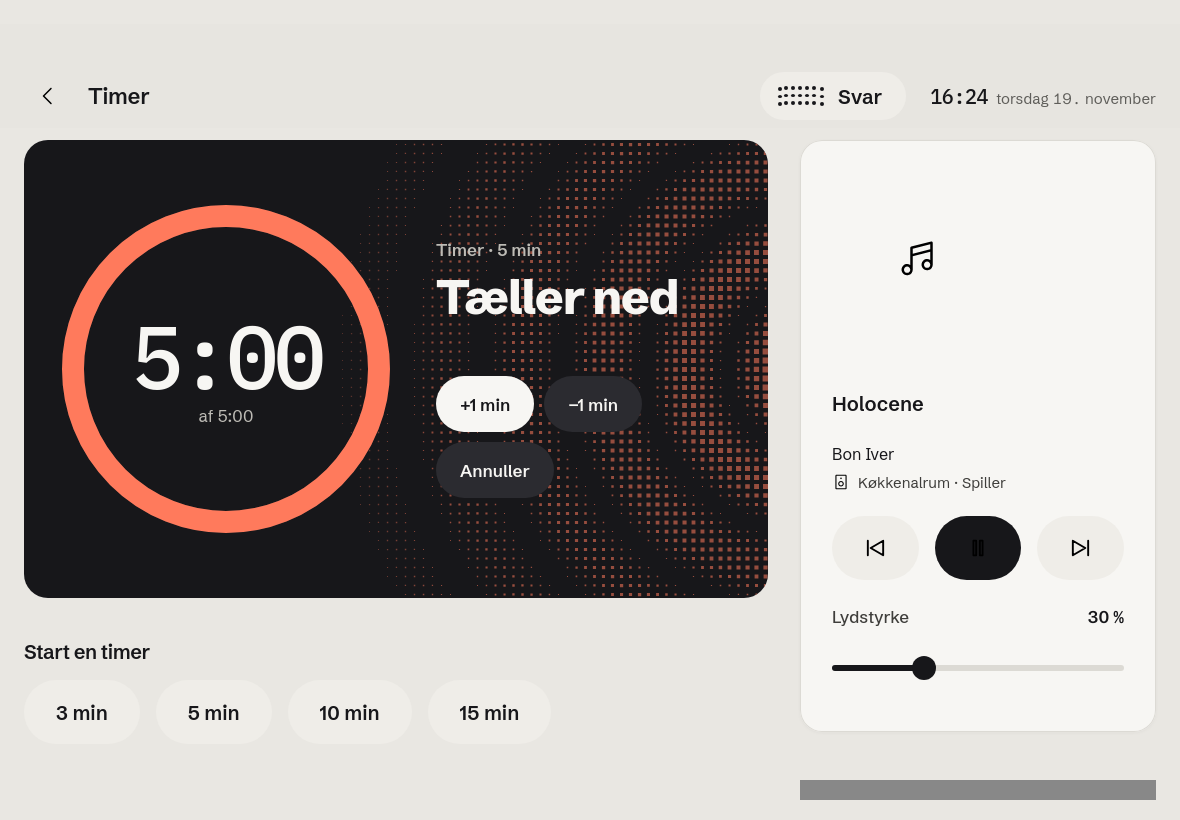 Timer
Svar
16:24 torsdag 19. november
5:00
af 5:00
Timer · 5 min
Tæller ned
+1 min
−1 min
Annuller
Start en timer
3 min
5 min
10 min
15 min
Holocene
Bon Iver
Køkkenalrum · Spiller
Lydstyrke
30 %